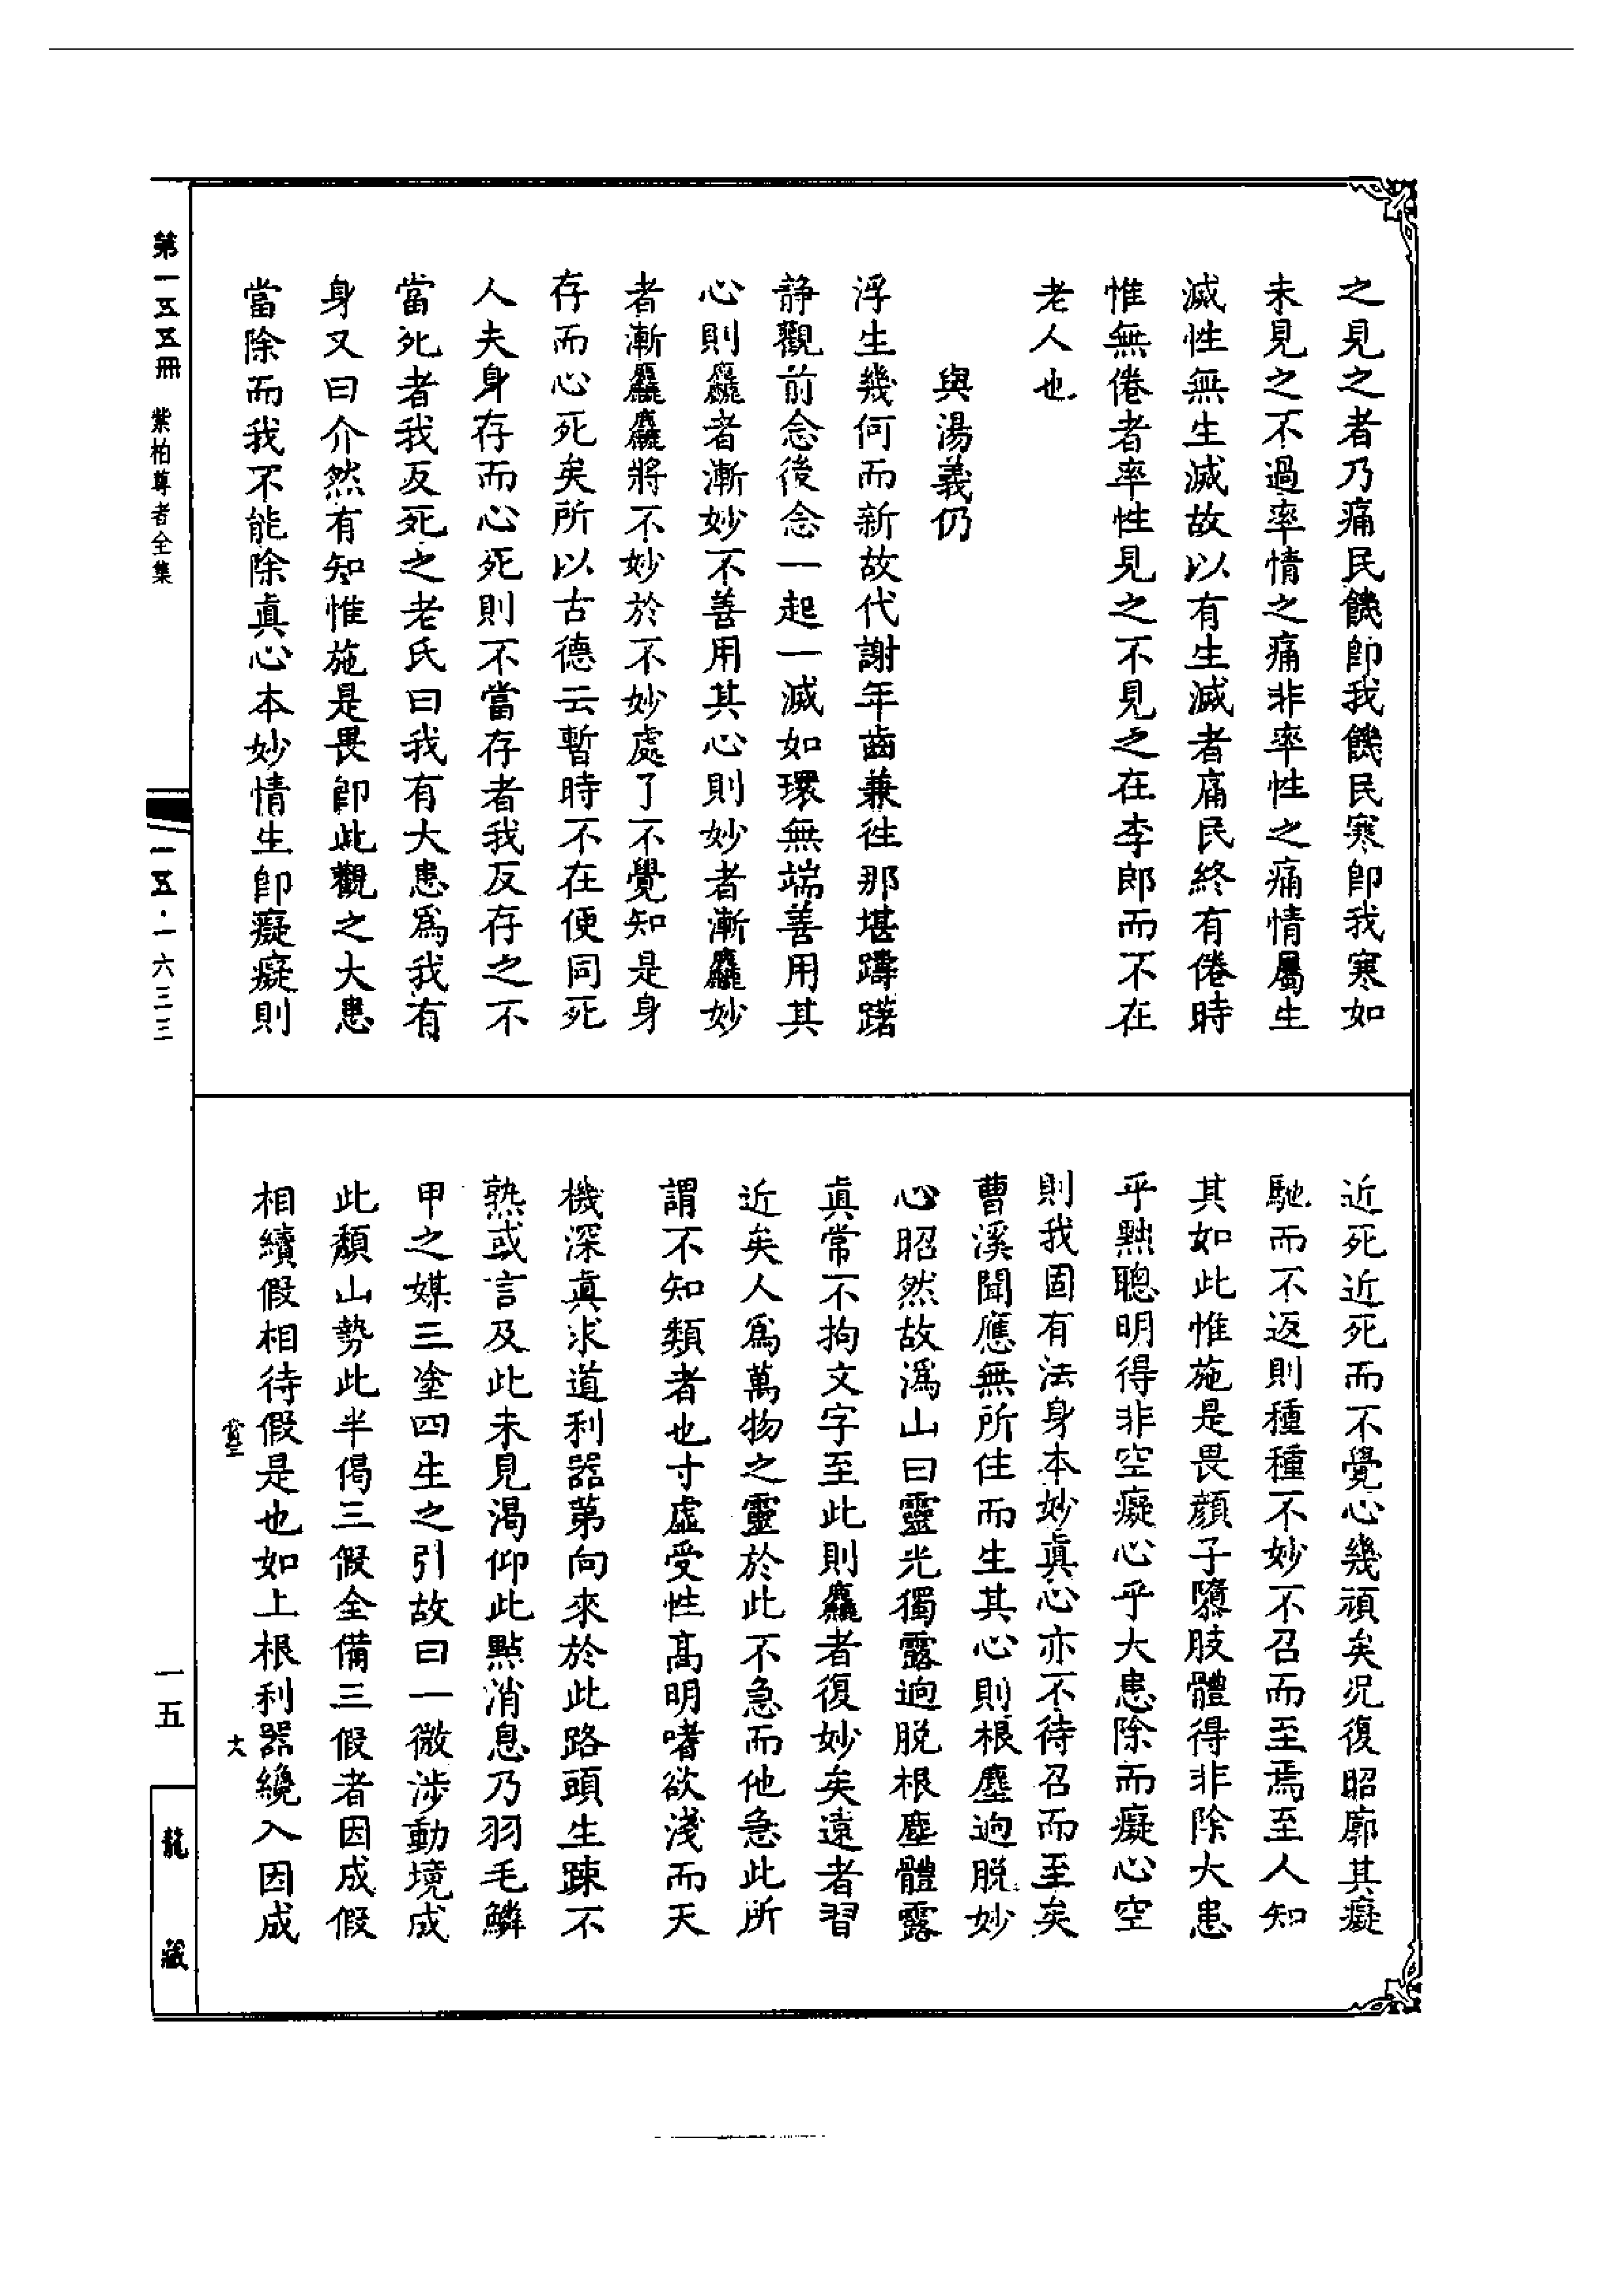 之見之者乃痛民饑卽我饑民寒卽我寒如
未見之不過率情之痛非率性之痛情屬生
滅性無生滅故以有生滅者痛民終有倦時
惟無倦者率性見之不見之在李郎而不在
老人也
與湯義仍
浮生幾何而新故代謝年齒兼徃那堪躊躇
静觀前念後念一起一滅如環無端善用其
心則麤者漸妙不善用其心則妙者漸麤妙
者漸麤麤將不妙於不妙處了不覺知是身
存而心死矣所以古德云暫時不在便同死
人夫身存而心死則不當存者我反存之不
當死者我反死之老氏曰我有大患爲我有
身又曰介然有知惟施是畏卽此觀之大患
當除而我不能除眞心本妙情生卽癡癡則
近死近死而不覺心幾頑矣况復昭廓其癡
馳而不返則種種不妙不召而至焉至人知
其如此惟施是畏顔子隳肢體得非除大患
乎黜聰明得非空癡心乎大患除而癡心空
則我固有法身本妙眞心亦不待召而至矣
曹溪聞應無所住而生其心則根塵逈脱妙
心昭然故潙山曰靈光獨露逈脱根塵體露
眞常不拘文字至此則麤者復妙矣遠者習
近矣人爲萬物之靈於此不急而他急此所
謂不知類者也寸虚受性髙明嗜欲淺而天
機深眞求道利器第向來於此路頭生踈不
熟或言及此未見渴仰此點消息乃羽毛鱗
甲之媒三塗四生之引故曰一微涉動境成
此頽山勢此半偈三假全備三假者因成假
相續假相待假是也如上根利器纔入因成
大
第一五五冊
紫柏尊者全集
一五·一六三三
一五
龍藏